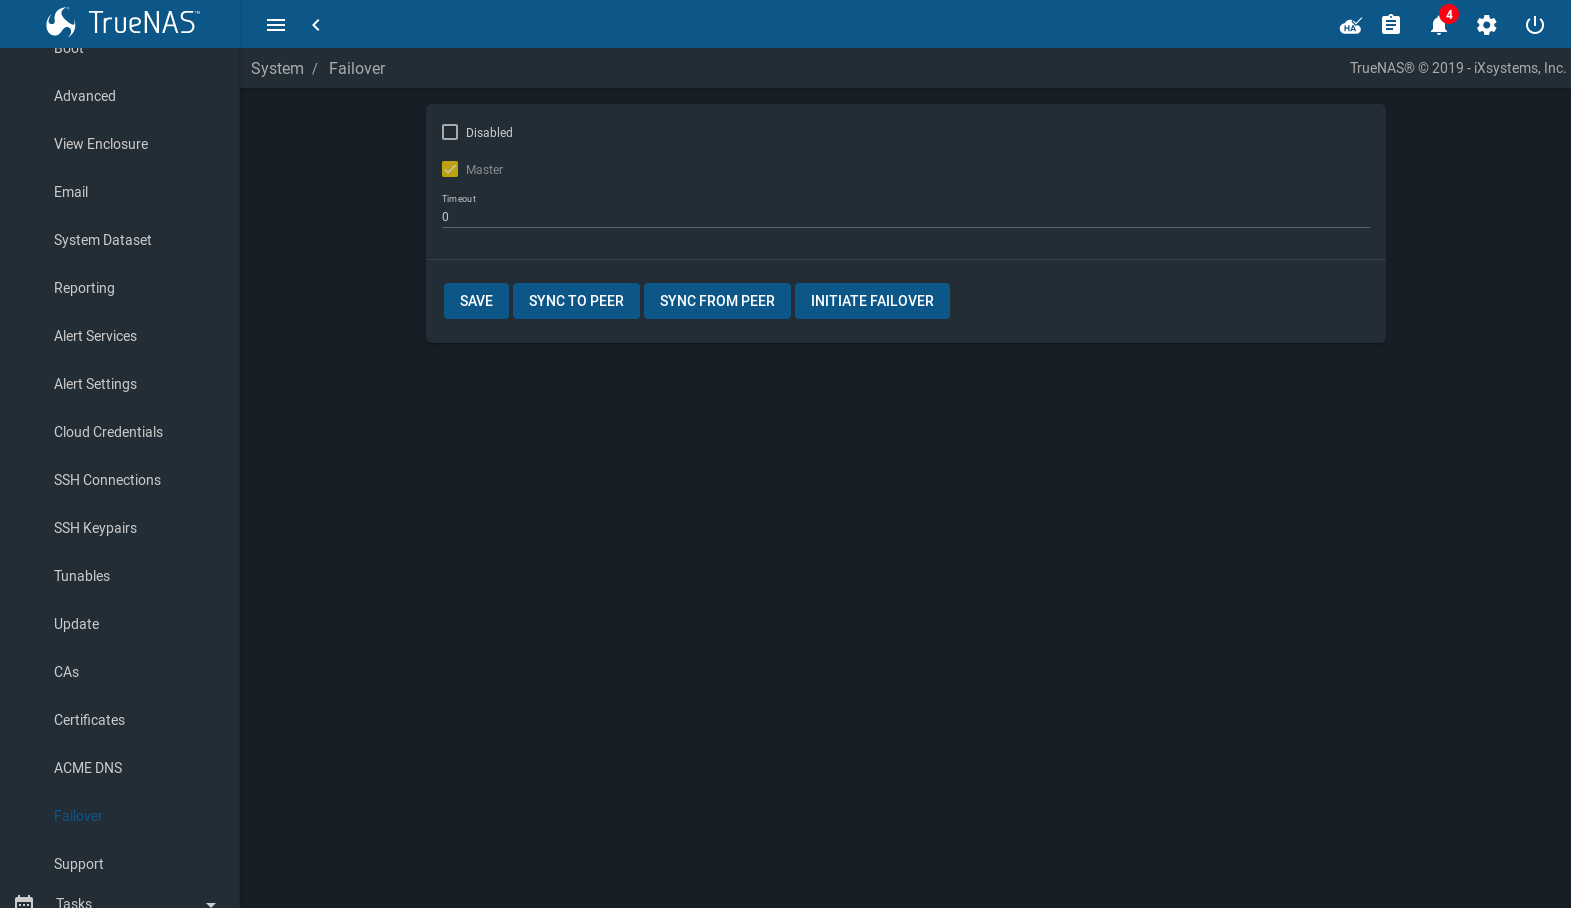 TrueNAS™
HA
4
System / Failover
TrueNAS® © 2019 - iXsystems, Inc.
Boot
Advanced
View Enclosure
Email
System Dataset
Reporting
Alert Services
Alert Settings
Cloud Credentials
SSH Connections
SSH Keypairs
Tunables
Update
CAs
Certificates
ACME DNS
Failover
Support
Tasks
Disabled
Master
Timeout
0
SAVE SYNC TO PEER SYNC FROM PEER INITIATE FAILOVER